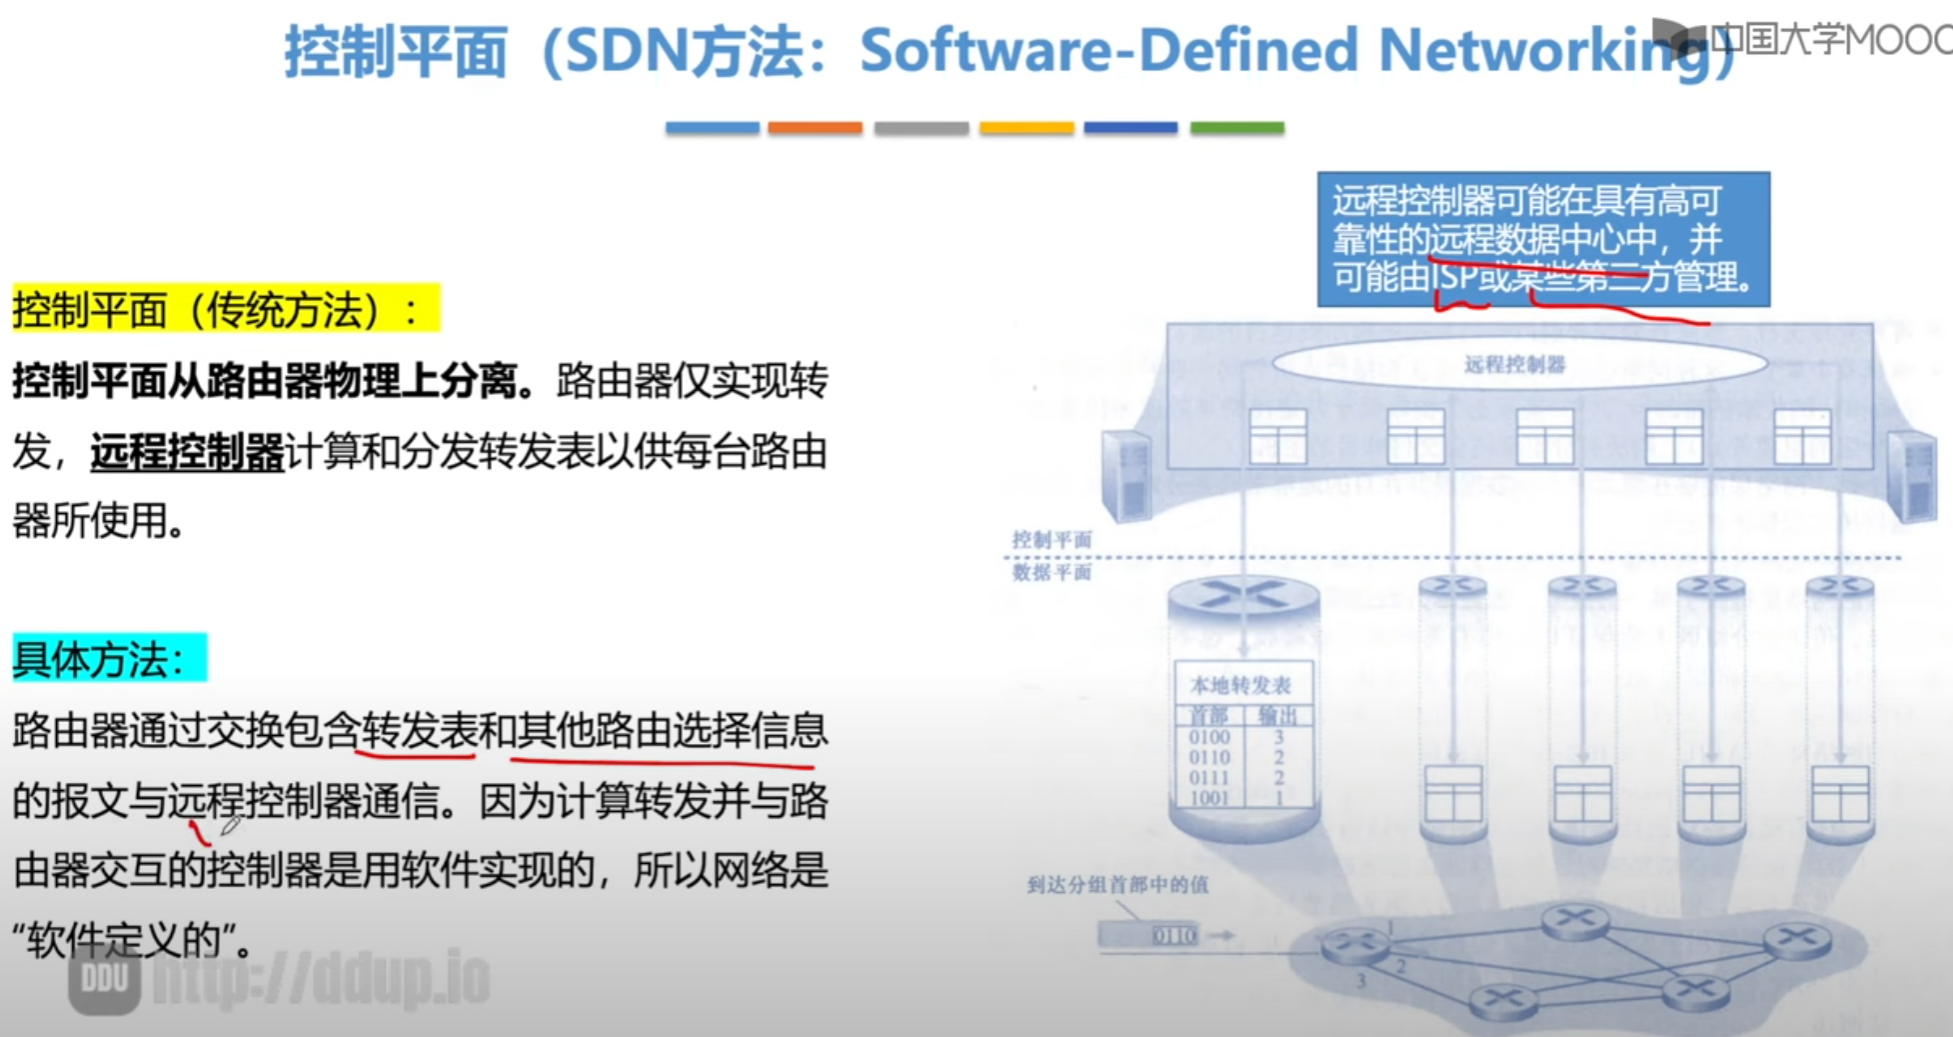 控制平面（SDN方法：Software-Defined Networking）
中国大学MOOC
远程控制器可能在具有高可
靠性的远程数据中心中，并
可能由ISP或某些第三方管理。
控制平面（传统方法）：
控制平面从路由器物理上分离。路由器仅实现转
发，远程控制器计算和分发转发表以供每台路由
器所使用。
具体方法：
路由器通过交换包含转发表和其他路由选择信息
的报文与远程控制器通信。因为计算转发并与路
由器交互的控制器是用软件实现的，所以网络是
“软件定义的”。
DDU http://ddup.io
远程控制器
控制平面
数据平面
本地转发表
首部 输出
0100 3
0110 2
0111 2
1001 1
到达分组首部中的值
0110
1
2
3